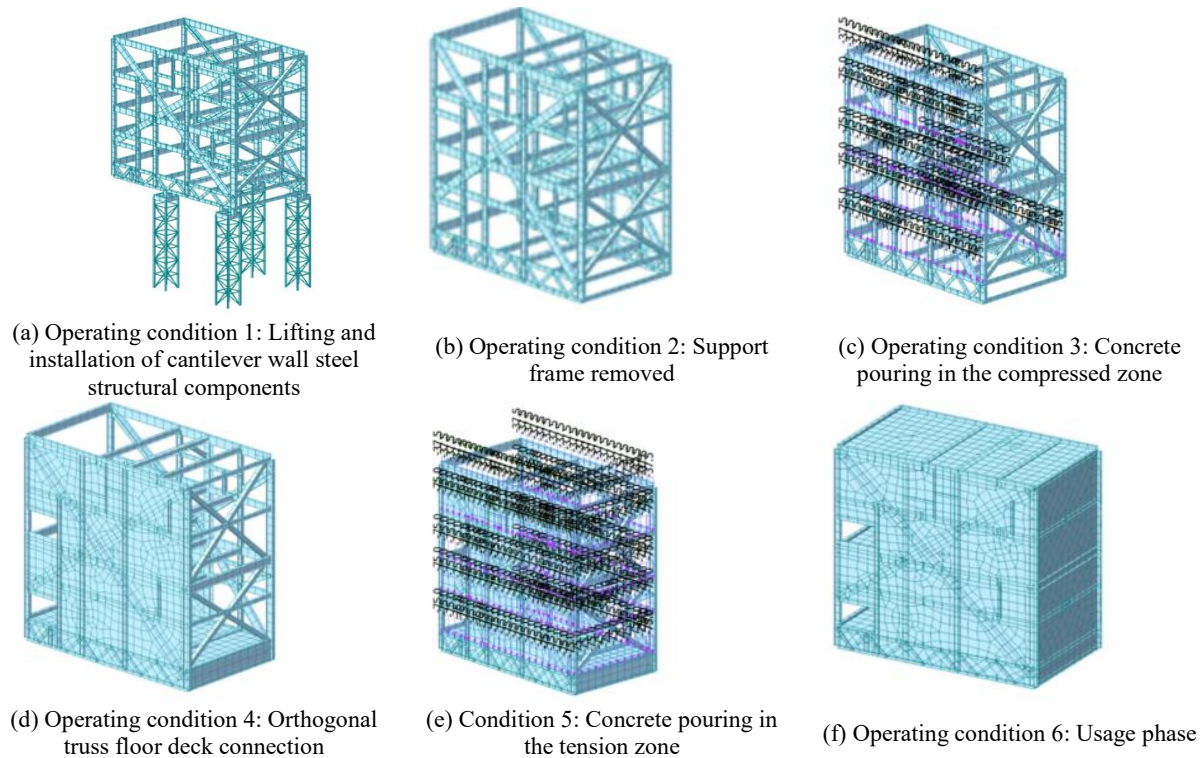 (a) Operating condition 1: Lifting and
installation of cantilever wall steel
structural components
(b) Operating condition 2: Support
frame removed
(c) Operating condition 3: Concrete
pouring in the compressed zone
(d) Operating condition 4: Orthogonal
truss floor deck connection
(e) Condition 5: Concrete pouring in
the tension zone
(f) Operating condition 6: Usage phase